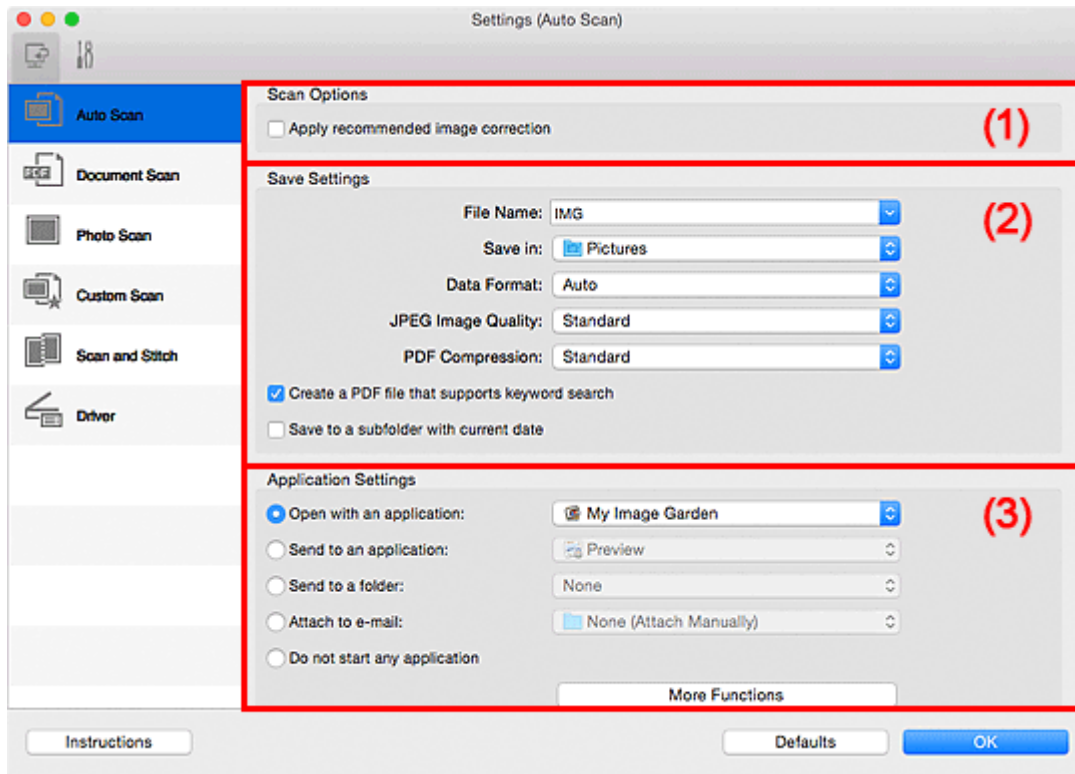 Settings (Auto Scan)
Auto Scan
Document Scan
Photo Scan
Custom Scan
Scan and Stitch
Driver
Scan Options
Apply recommended image correction
(1)
Save Settings
(2)
File Name: IMG
Save in: Pictures
Data Format: Auto
JPEG Image Quality: Standard
PDF Compression: Standard
Create a PDF file that supports keyword search
Save to a subfolder with current date
Application Settings
(3)
Open with an application: My Image Garden
Send to an application: Preview
Send to a folder: None
Attach to e-mail: None (Attach Manually)
Do not start any application
More Functions
Instructions
Defaults
OK